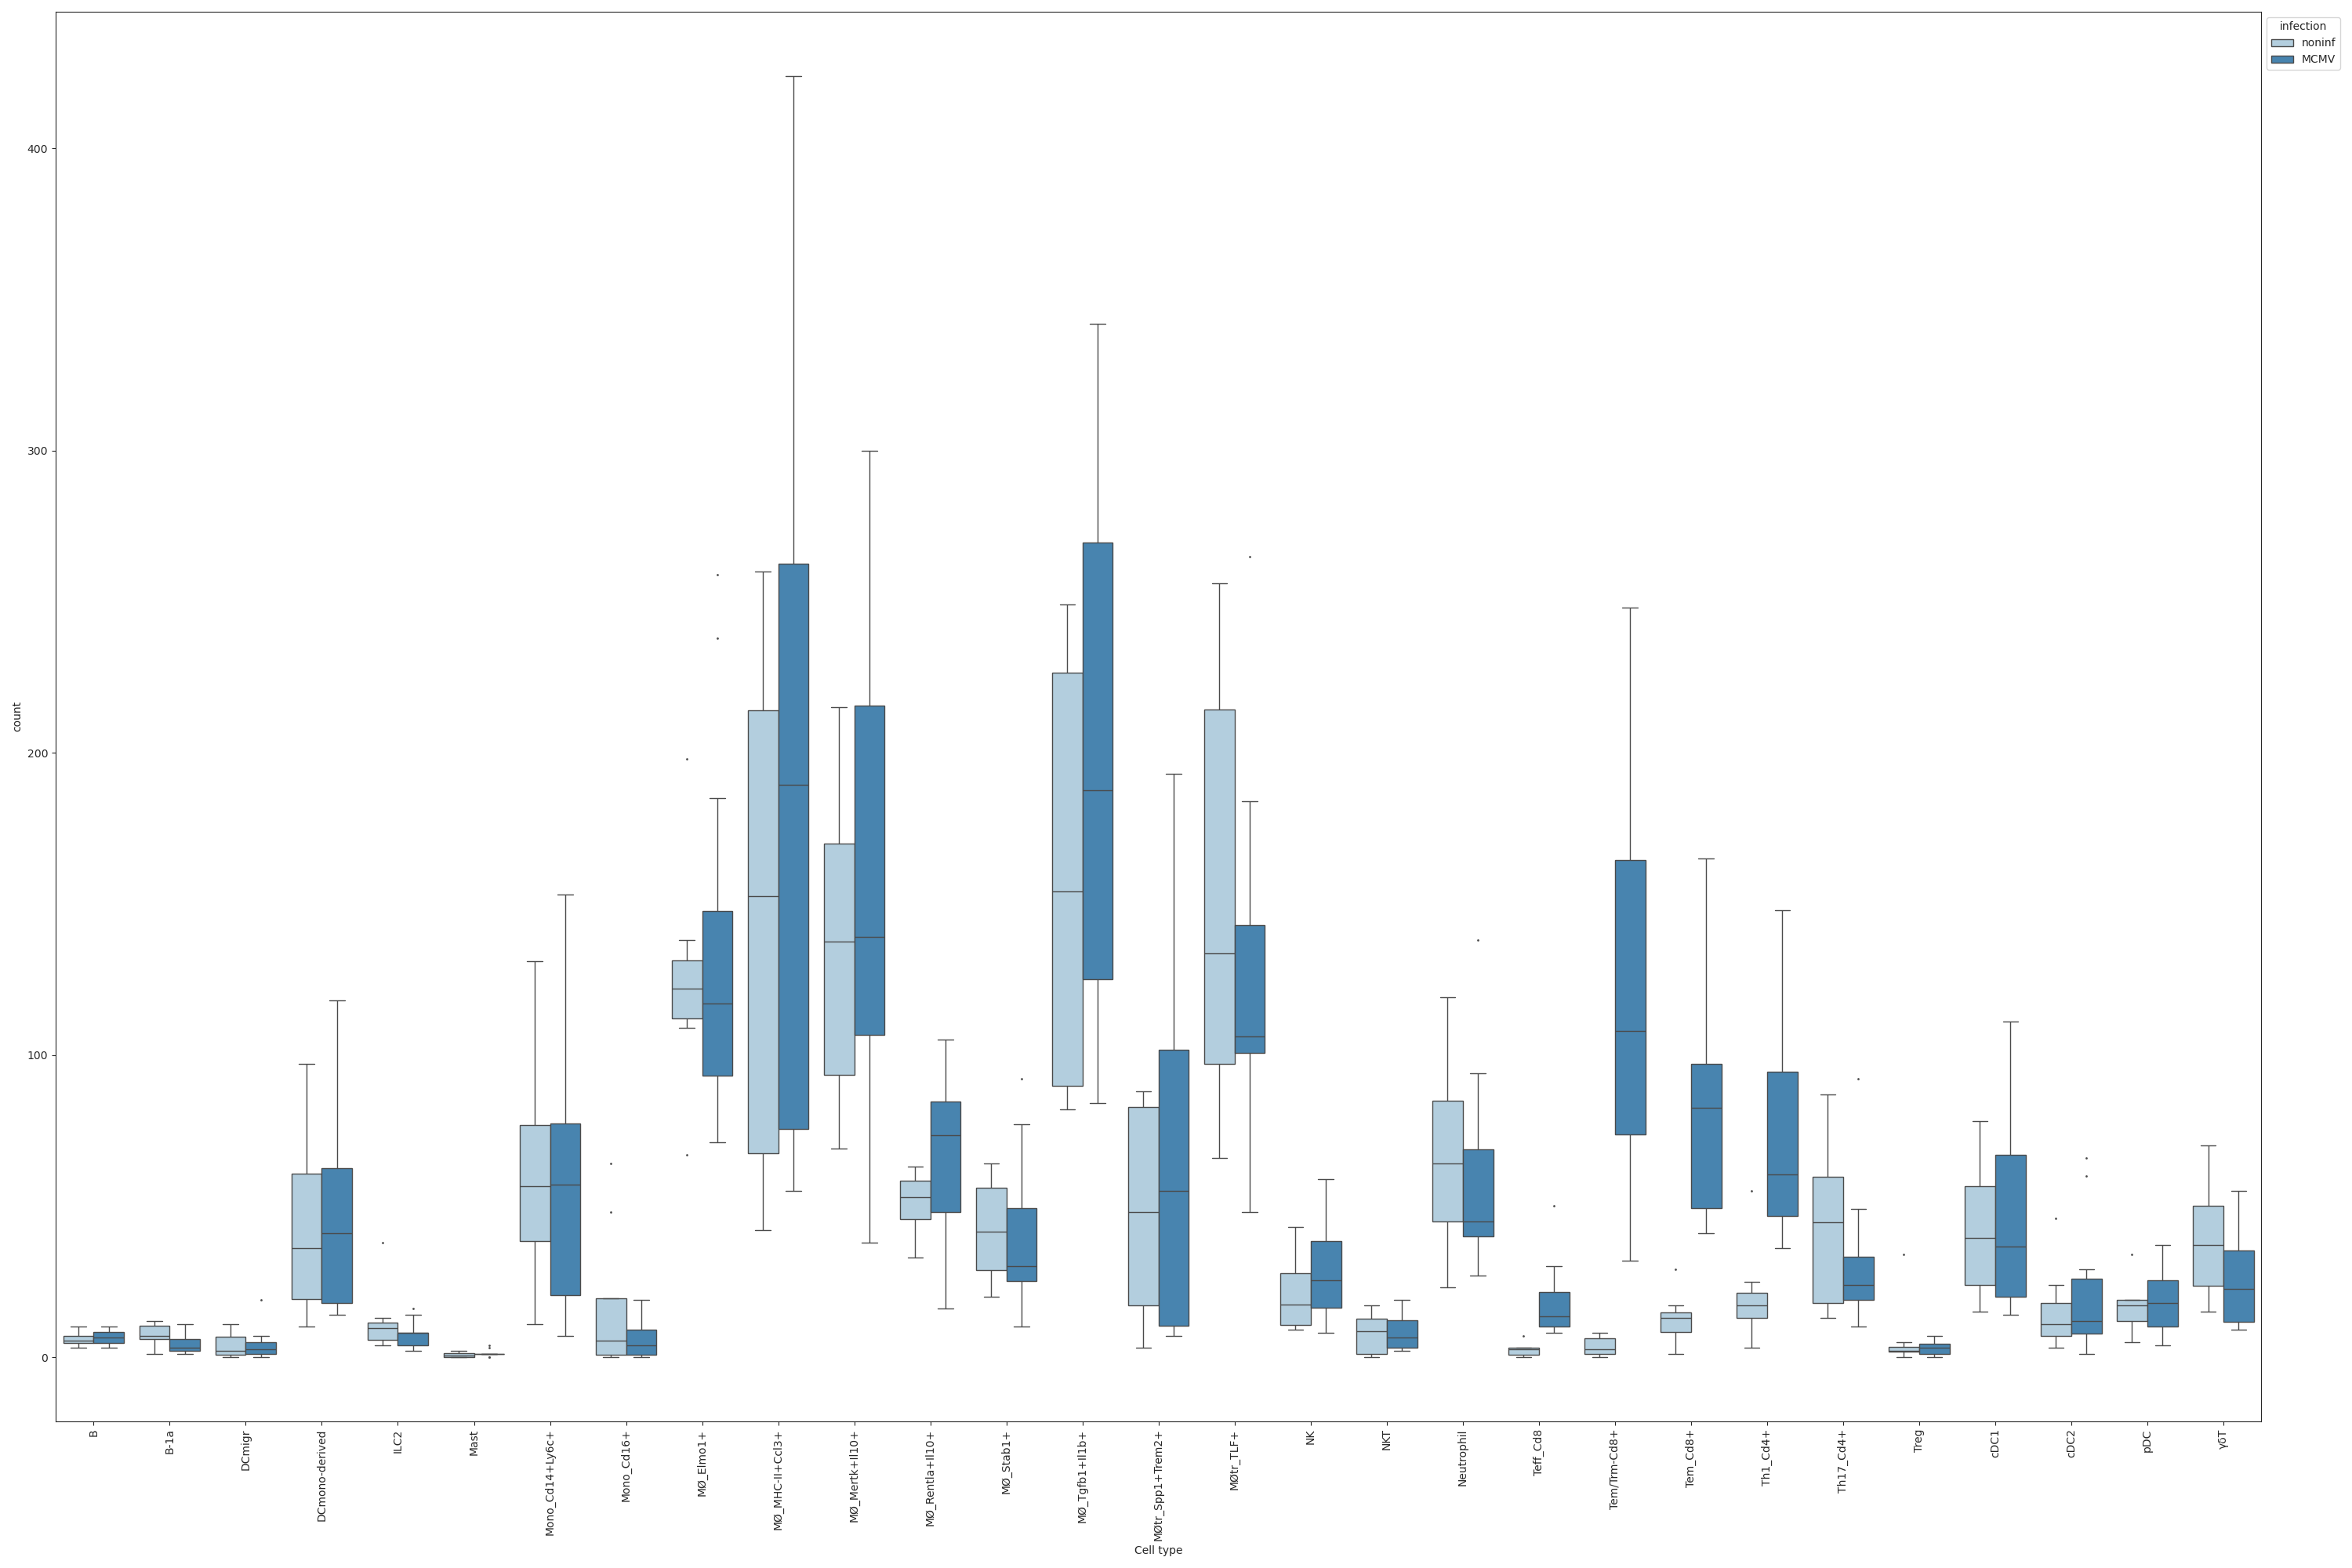 infection
noninf
MCMV
400
300
200
100
0
count
B
B-1a
DCmigr
DCmono-derived
ILC2
Mast
Mono_Cd14+Ly6c+
Mono_Cd16+
MØ_Elmo1+
MØ_MHC-II+Ccl3+
MØ_Mertk+Il10+
MØ_Rentla+Il10+
MØ_Stab1+
MØ_Tgfb1+Il1b+
MØtr_Spp1+Trem2+
MØtr_TLF+
NK
NKT
Neutrophil
Teff_Cd8
Tem/Trm-Cd8+
Tem_Cd8+
Th1_Cd4+
Th17_Cd4+
Treg
cDC1
cDC2
pDC
γδT
Cell type